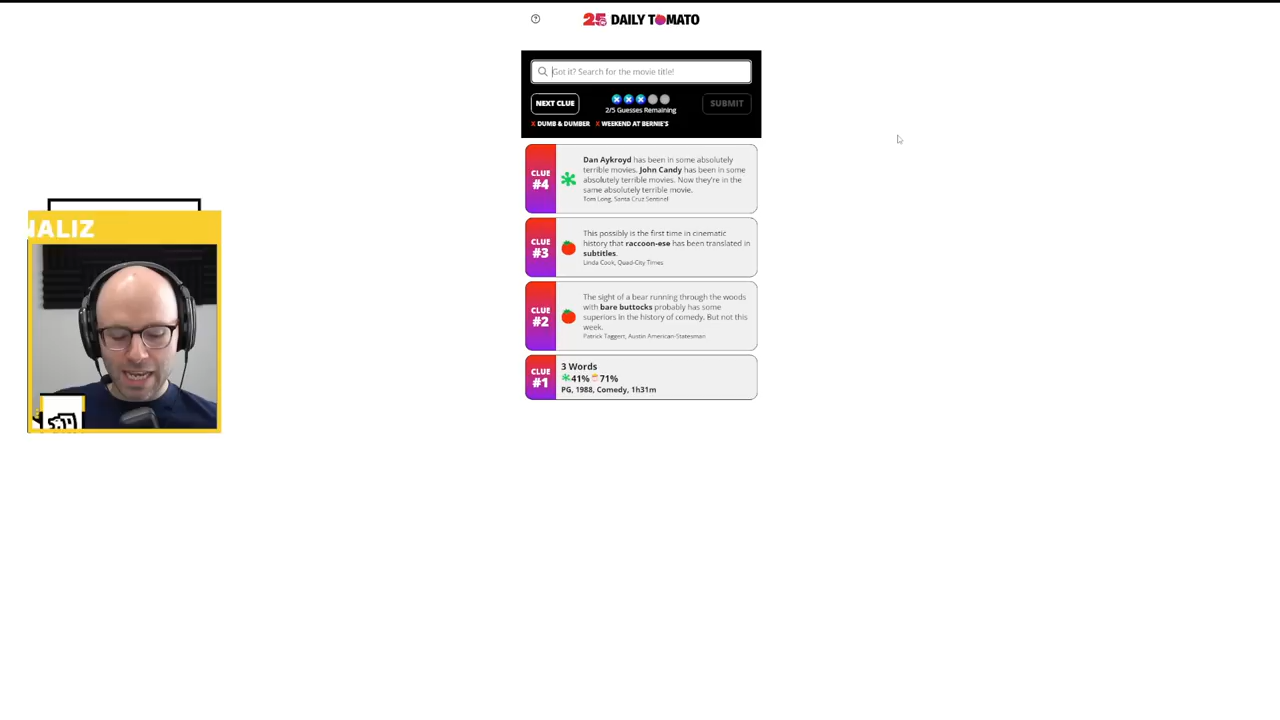 25 DAILY TOMATO
Got it? Search for the movie title!
NEXT CLUE
2/5 Guesses Remaining
SUBMIT
X DUMB & DUMBER X WEEKEND AT BERNIE'S
CLUE #4
Dan Aykroyd has been in some absolutely
terrible movies. John Candy has been in some
absolutely terrible movies. Now they're in the
same absolutely terrible movie.
Tom Long, Santa Cruz Sentinel
CLUE #3
This possibly is the first time in cinematic
history that raccoon-ese has been translated in
subtitles.
Linda Cook, Quad-City Times
CLUE #2
The sight of a bear running through the woods
with bare buttocks probably has some
superiors in the history of comedy. But not this
week.
Patrick Taggert, Austin American-Statesman
CLUE #1
3 Words
41% 71%
PG, 1988, Comedy, 1h31m
NALIZ